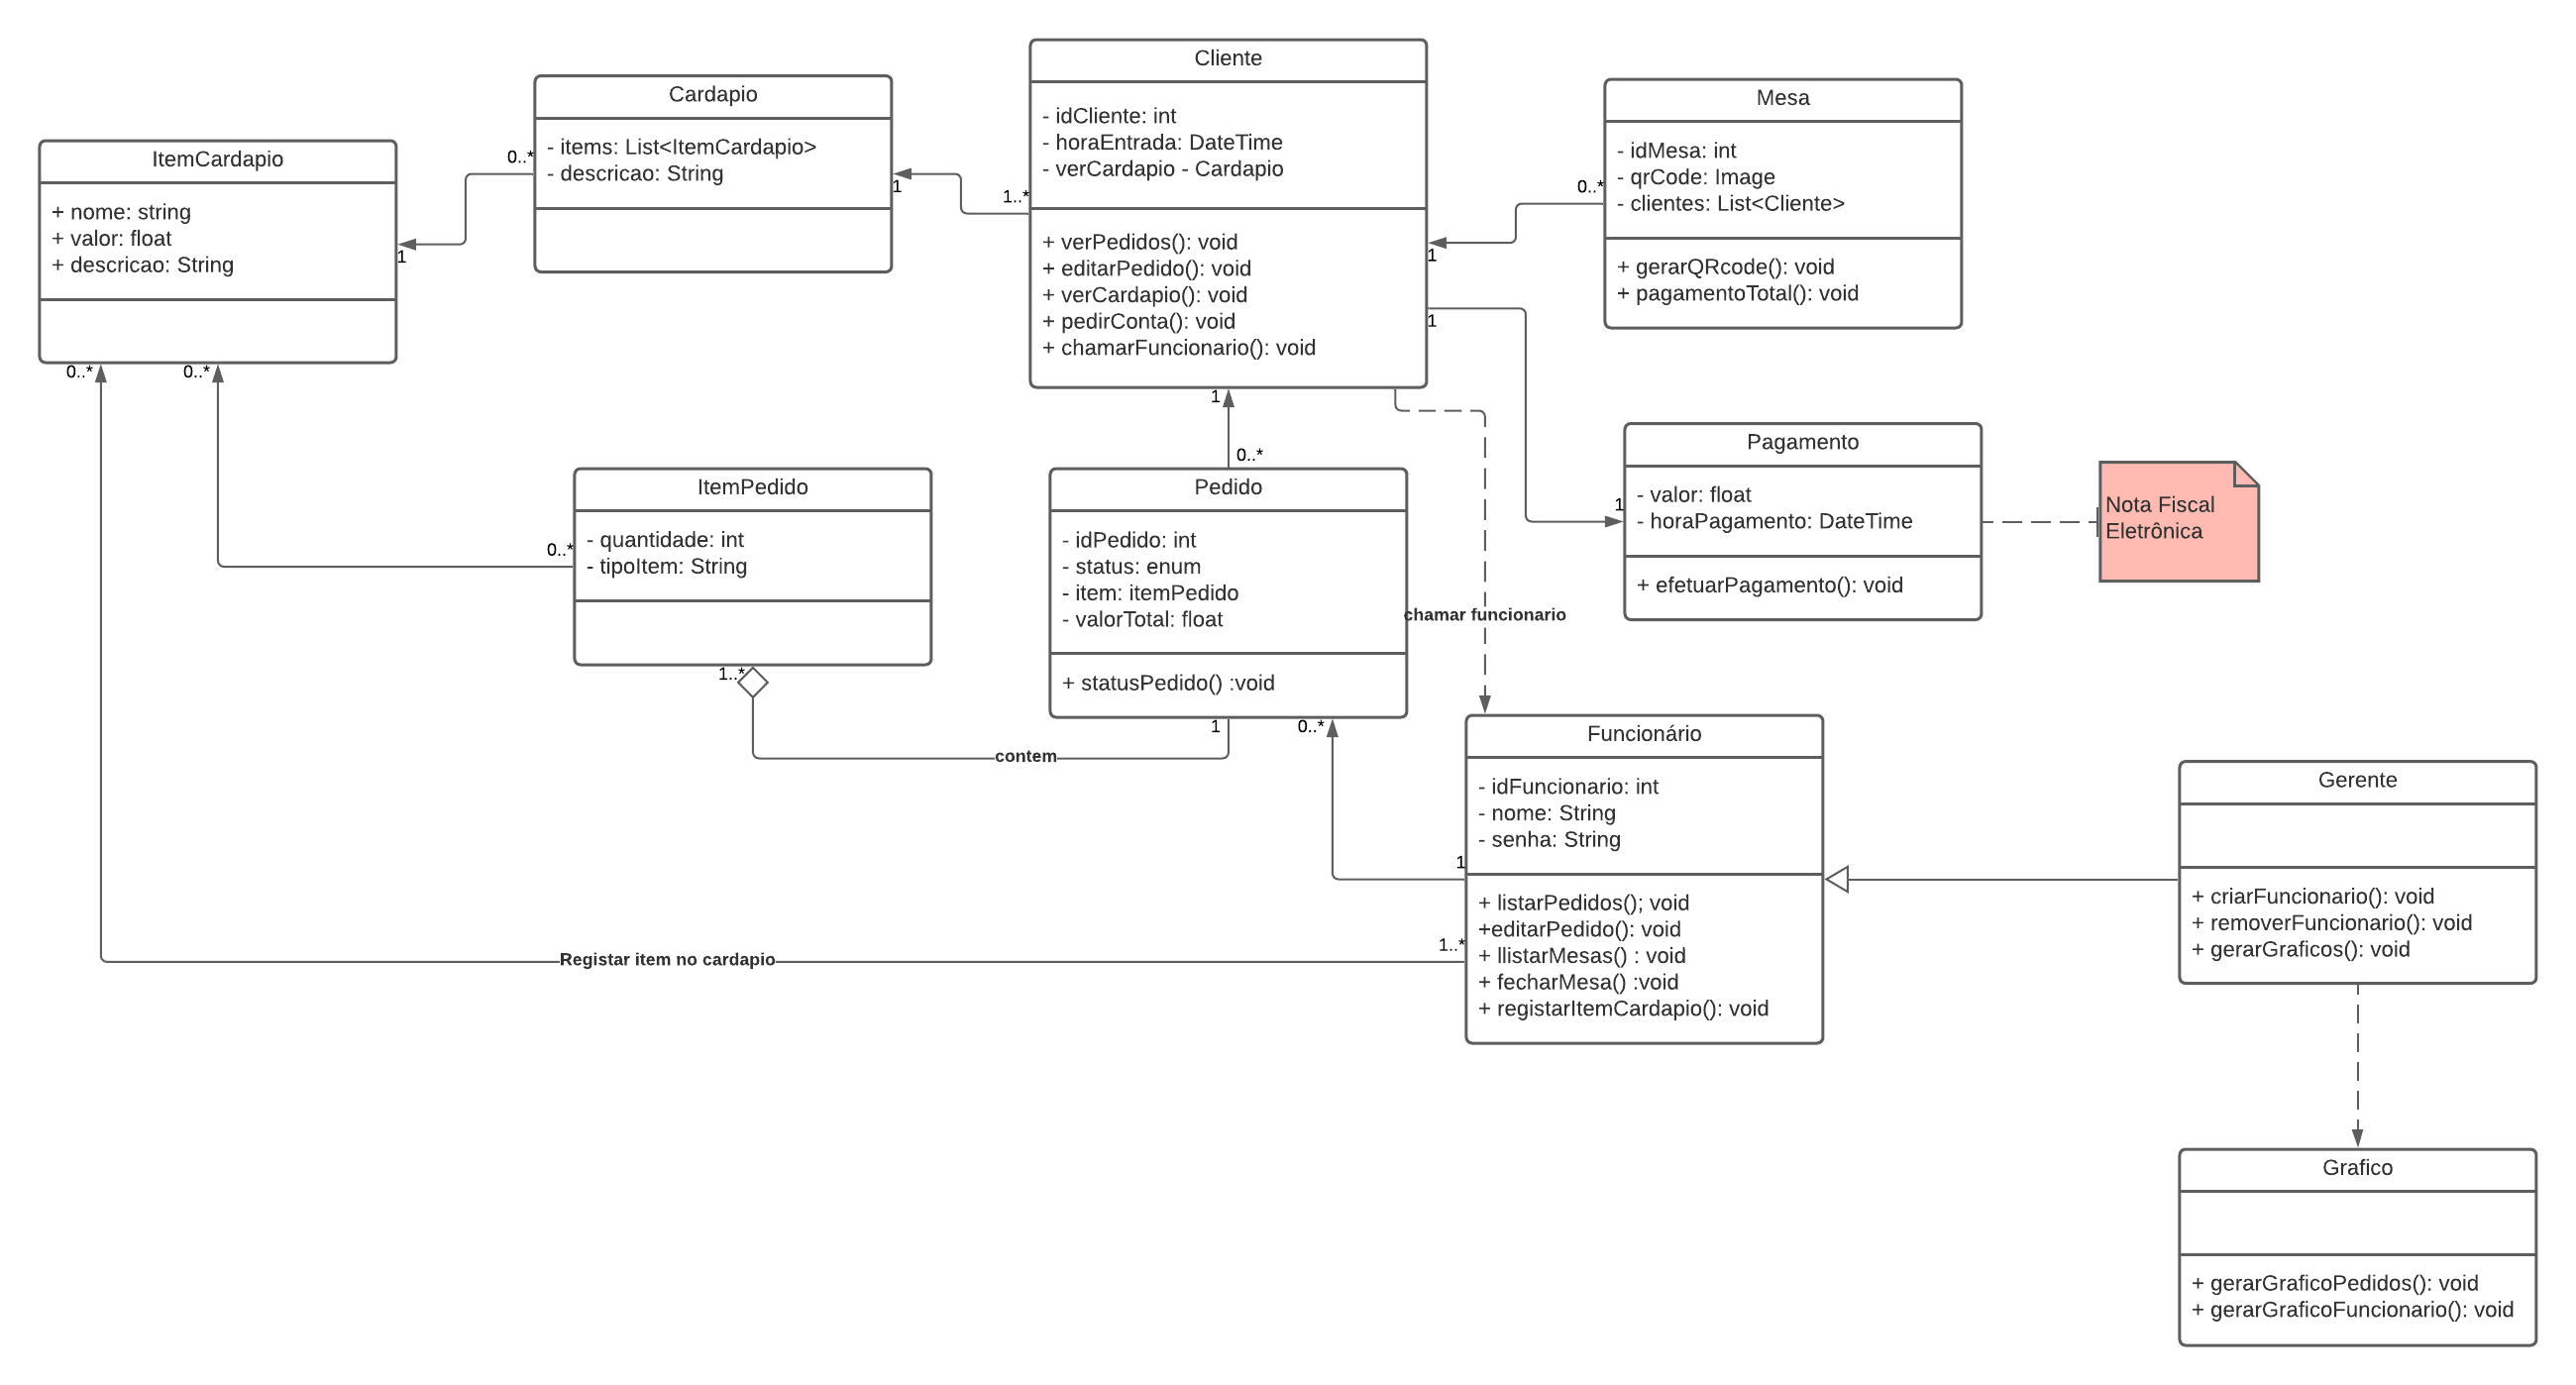 Cliente
- idCliente: int
- horaEntrada: DateTime
- verCardapio - Cardapio
+ verPedidos(): void
+ editarPedido(): void
+ verCardapio(): void
+ pedirConta(): void
+ chamarFuncionario(): void
Cardapio
- items: List<ItemCardapio>
- descricao: String
Mesa
- idMesa: int
- qrCode: Image
- clientes: List<Cliente>
+ gerarQRcode(): void
+ pagamentoTotal(): void
ItemCardapio
+ nome: string
+ valor: float
+ descricao: String
0..*
1
1
1..*
0..*
1
1
1
0..*
0..*
1
0..*
Pagamento
- valor: float
- horaPagamento: DateTime
+ efetuarPagamento(): void
Nota Fiscal
Eletrônica
ItemPedido
- quantidade: int
- tipoItem: String
0..*
1..*
Pedido
- idPedido: int
- status: enum
- item: itemPedido
- valorTotal: float
+ statusPedido() :void
chamar funcionario
1
0..*
contem
Funcionário
- idFuncionario: int
- nome: String
- senha: String
+ listarPedidos(); void
+editarPedido(): void
+ llistarMesas() : void
+ fecharMesa() :void
+ registarItemCardapio(): void
1
1..*
Registar item no cardapio
Gerente
+ criarFuncionario(): void
+ removerFuncionario(): void
+ gerarGraficos(): void
Grafico
+ gerarGraficoPedidos(): void
+ gerarGraficoFuncionario(): void